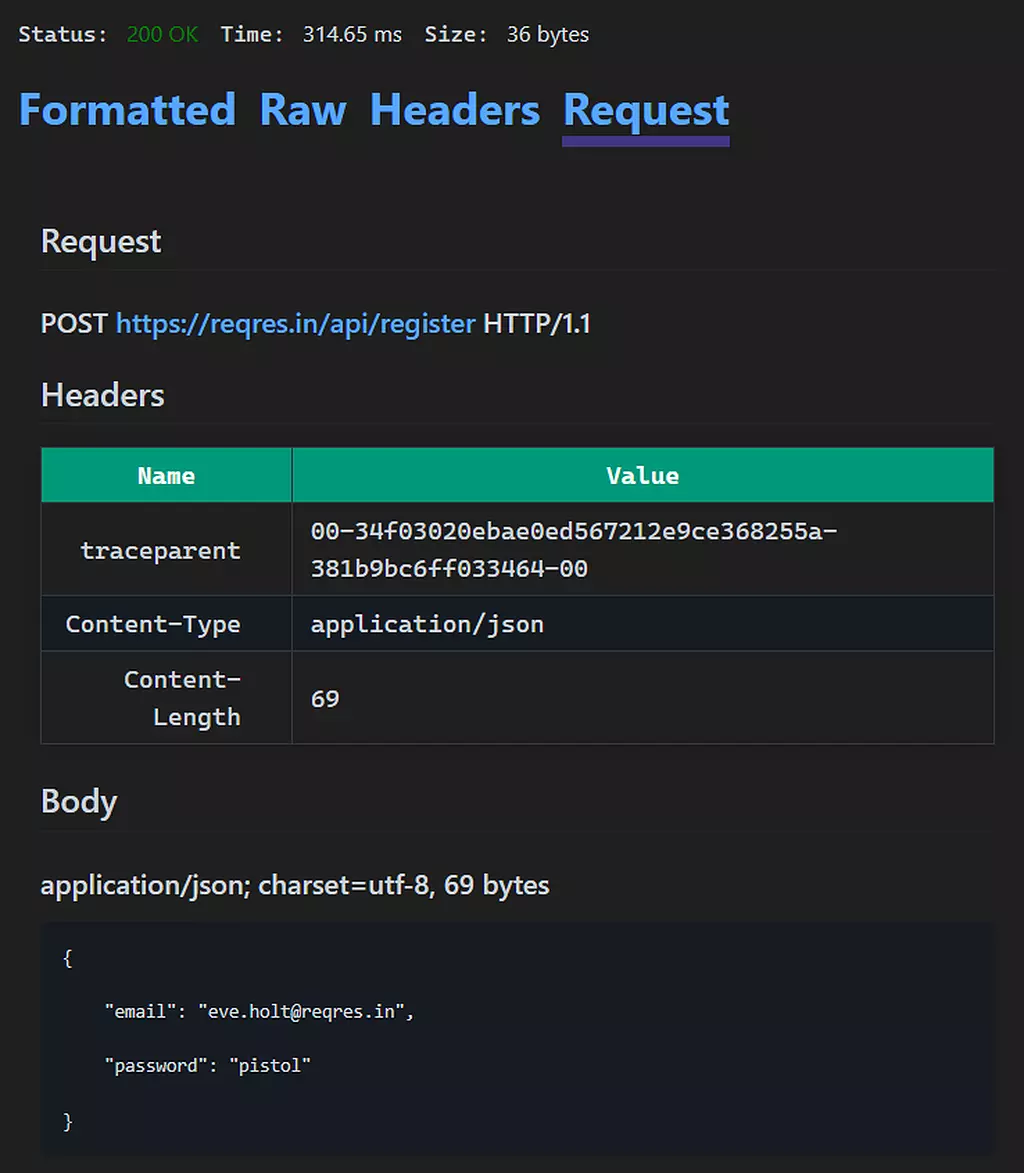 Status: 200 OK Time: 314.65 ms Size: 36 bytes
Formatted Raw Headers Request
Request
POST https://reqres.in/api/register HTTP/1.1
Headers
Name Value
traceparent 00-34f03020ebae0ed567212e9ce368255a-
381b9bc6ff033464-00
Content-Type application/json
Content-
Length 69
Body
application/json; charset=utf-8, 69 bytes
{
"email": "eve.holt@reqres.in",
"password": "pistol"
}